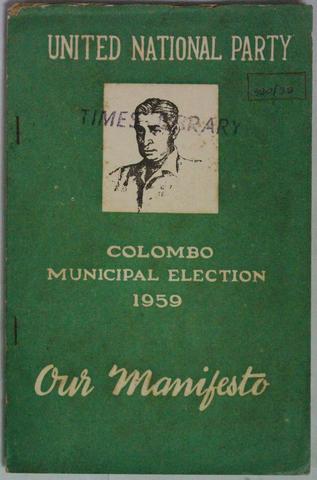 UNITED NATIONAL PARTY
TIMES LIBRARY
COLOMBO
MUNICIPAL ELECTION
1959
Our Manifesto